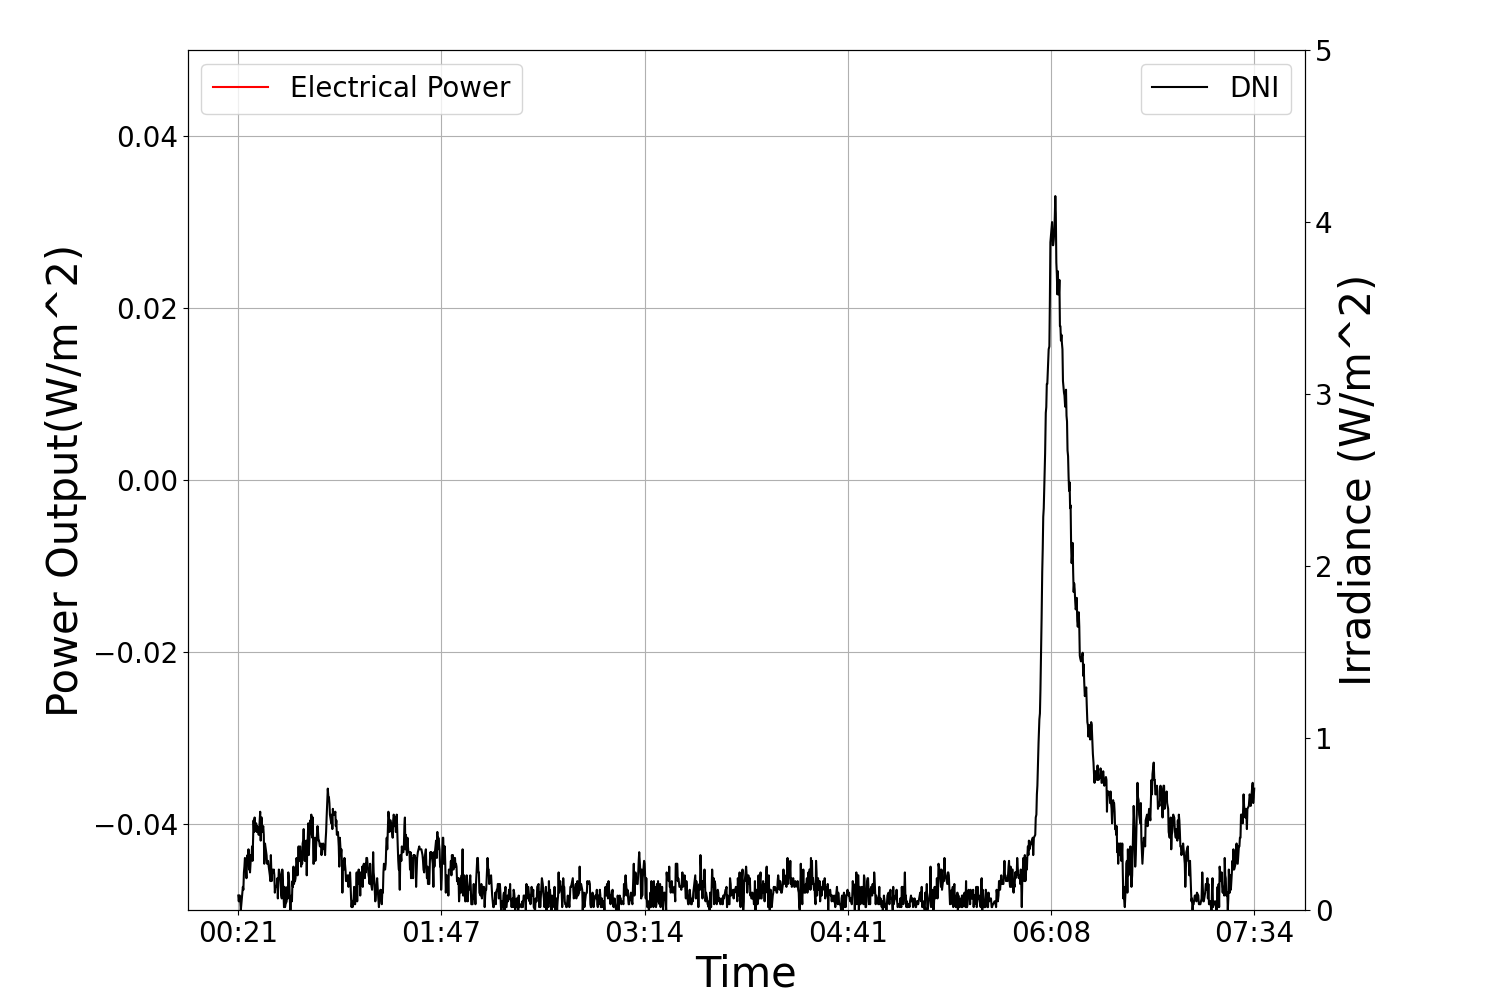 Electrical Power
DNI
5
0.04
4
0.02
3
0.00
2
−0.02
1
−0.04
0
00:21 01:47 03:14 04:41 06:08 07:34
Time
Power Output(W/m^2)
Irradiance (W/m^2)